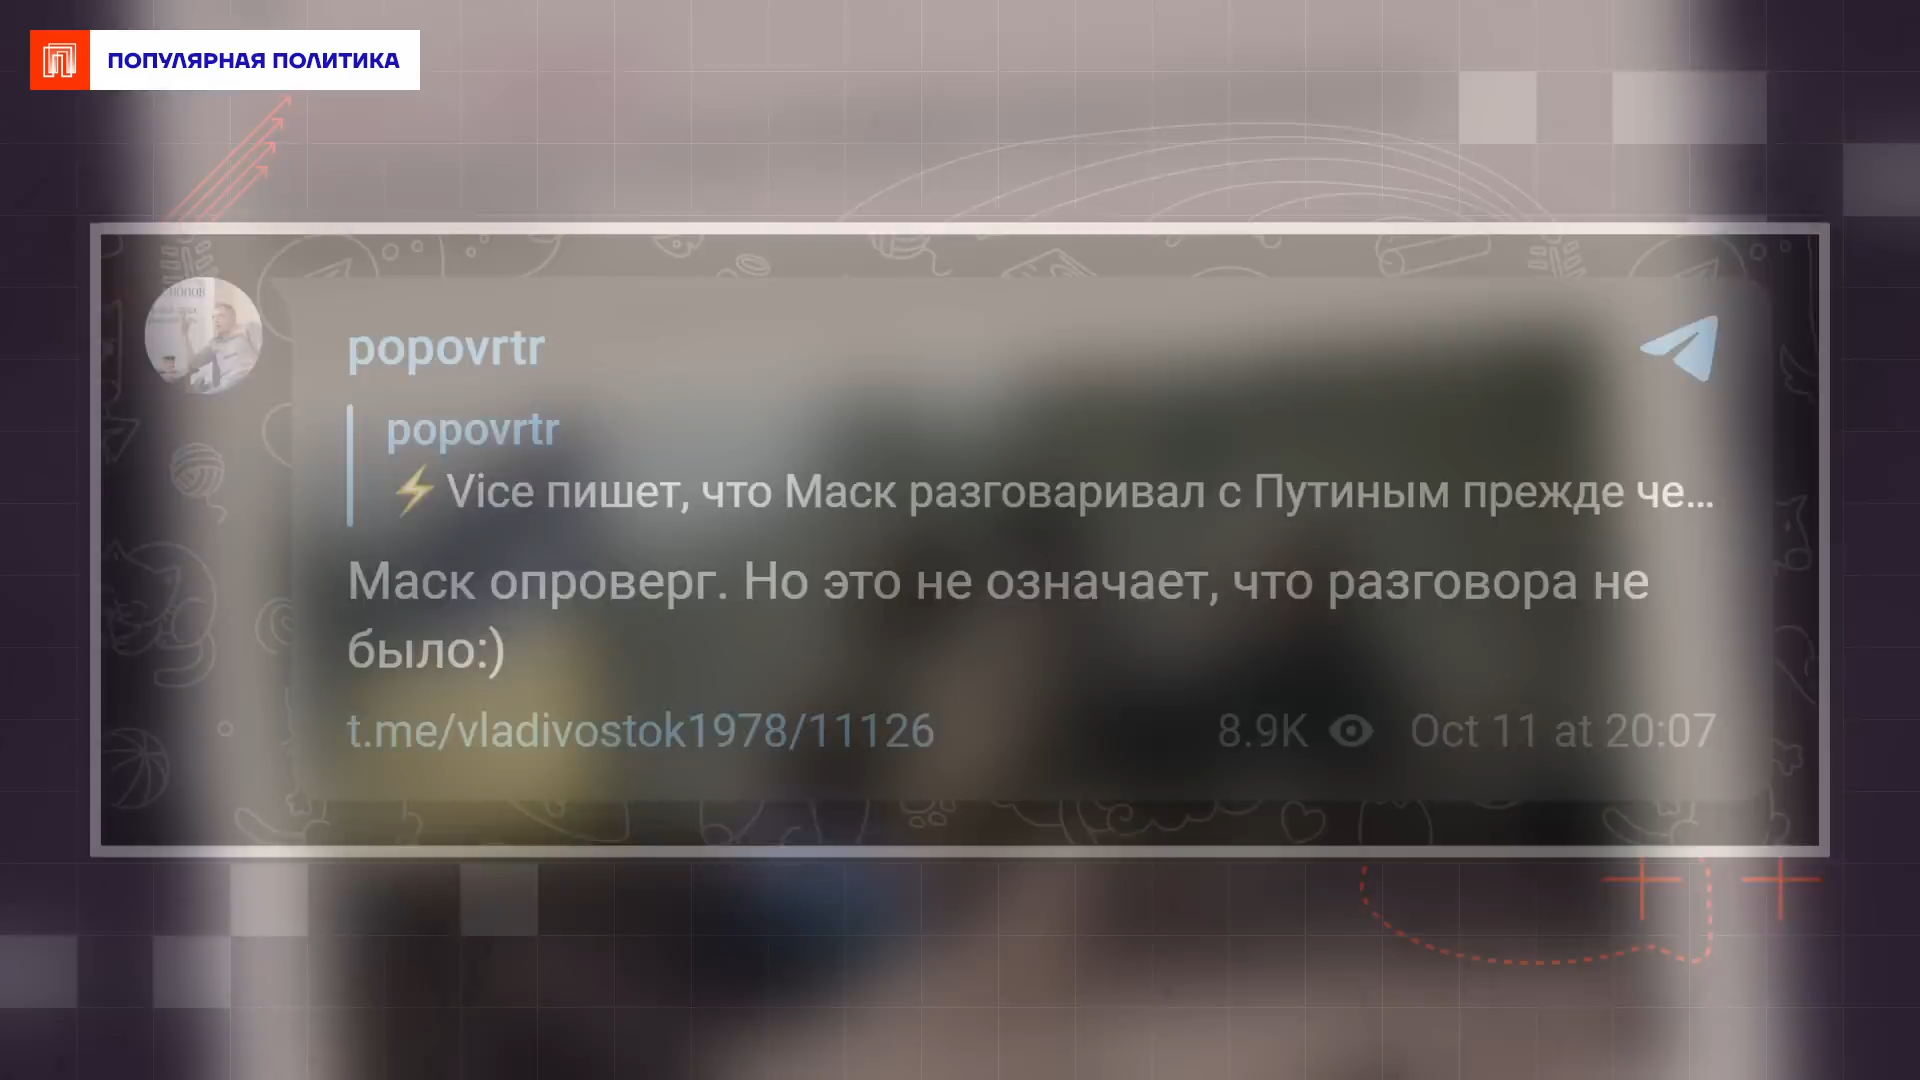 ПОПУЛЯРНАЯ ПОЛИТИКА
popovrtr
popovrtr
⚡Vice пишет, что Маск разговаривал с Путиным прежде че...
Маск опроверг. Но это не означает, что разговора не
было:)
t.me/vladivostok1978/11126
8.9K Oct 11 at 20:07